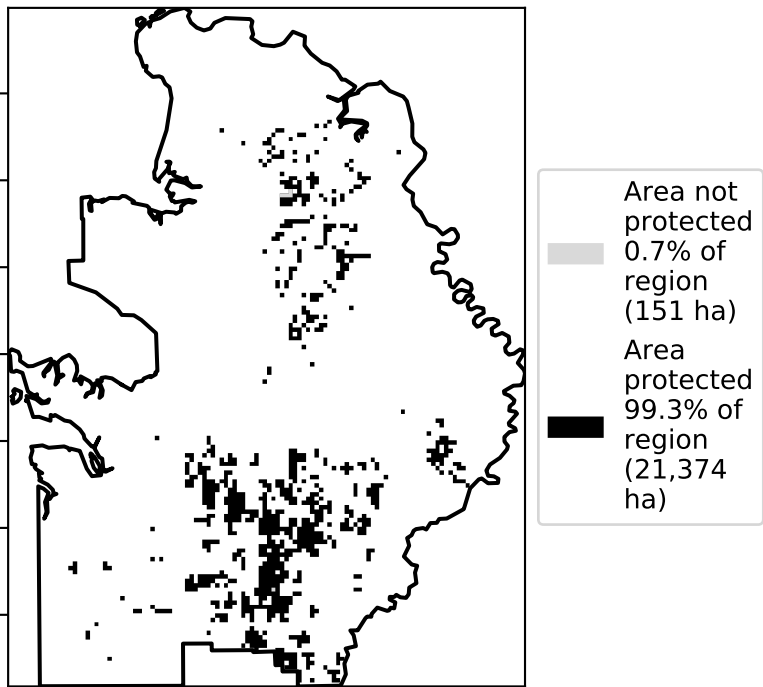 Area not
protected
0.7% of
region
(151 ha)
Area
protected
99.3% of
region
(21,374
ha)